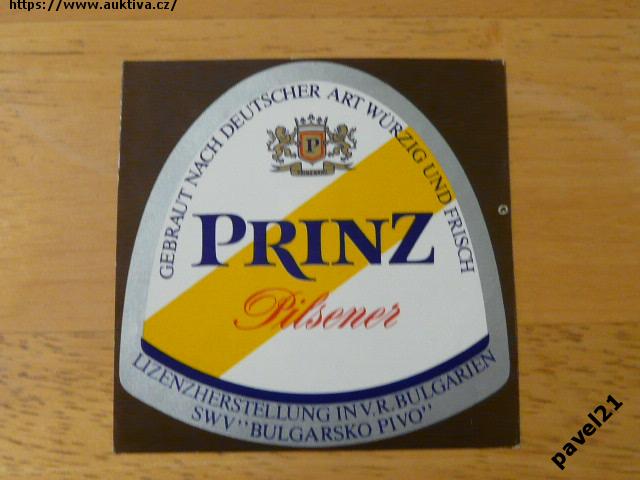 https://www.auktiva.cz/
GEBRAUT NACH DEUTSCHER ART WÜRZIG UND FRISCH
P
PRINZ
Pilsener
LIZENZHERSTELLUNG IN V.R. BULGARIEN
SWV "BULGARSKO PIVO"
pavel21